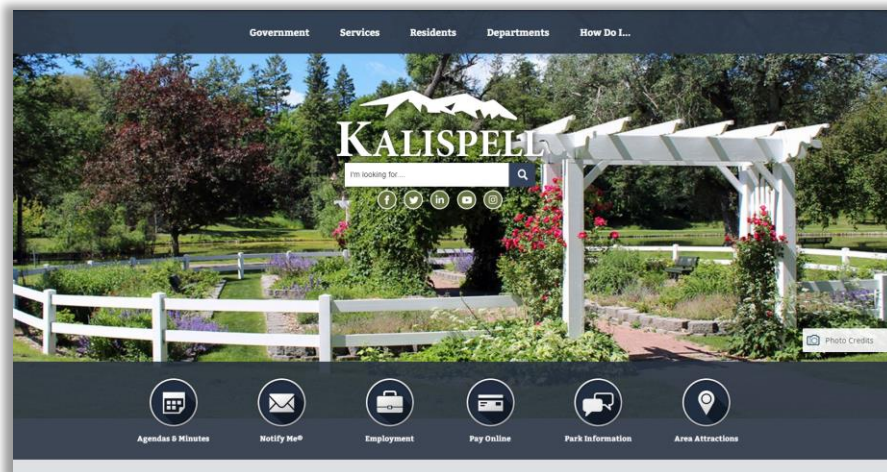 Government Services Residents Departments How Do I...
KALISPELL
I'm looking for...
Photo Credits
Agendas & Minutes Notify Me® Employment Pay Online Park Information Area Attractions